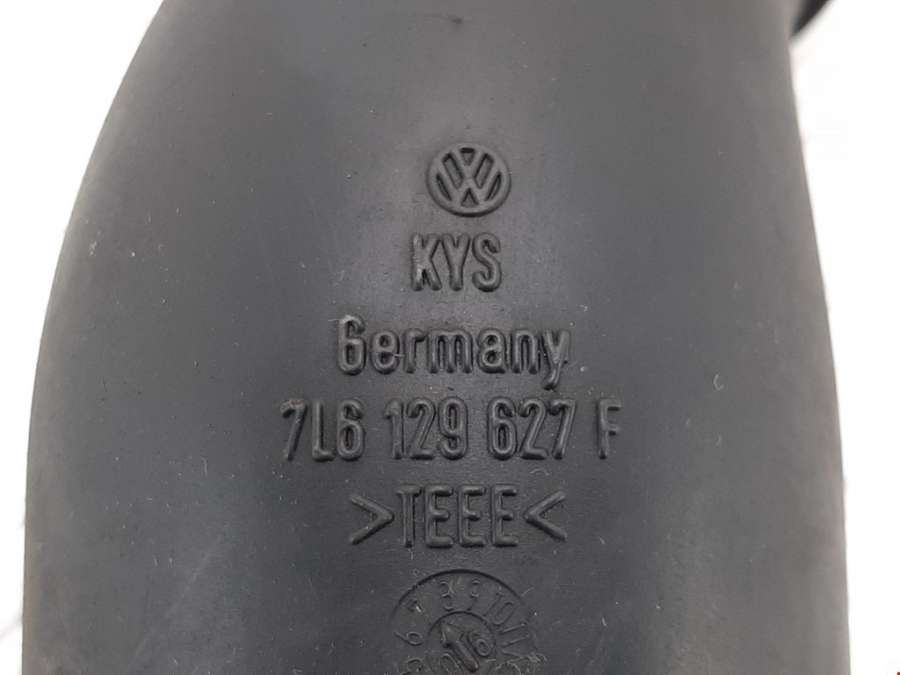 KYS
Germany
7L6 129 627 F
>TEEE<